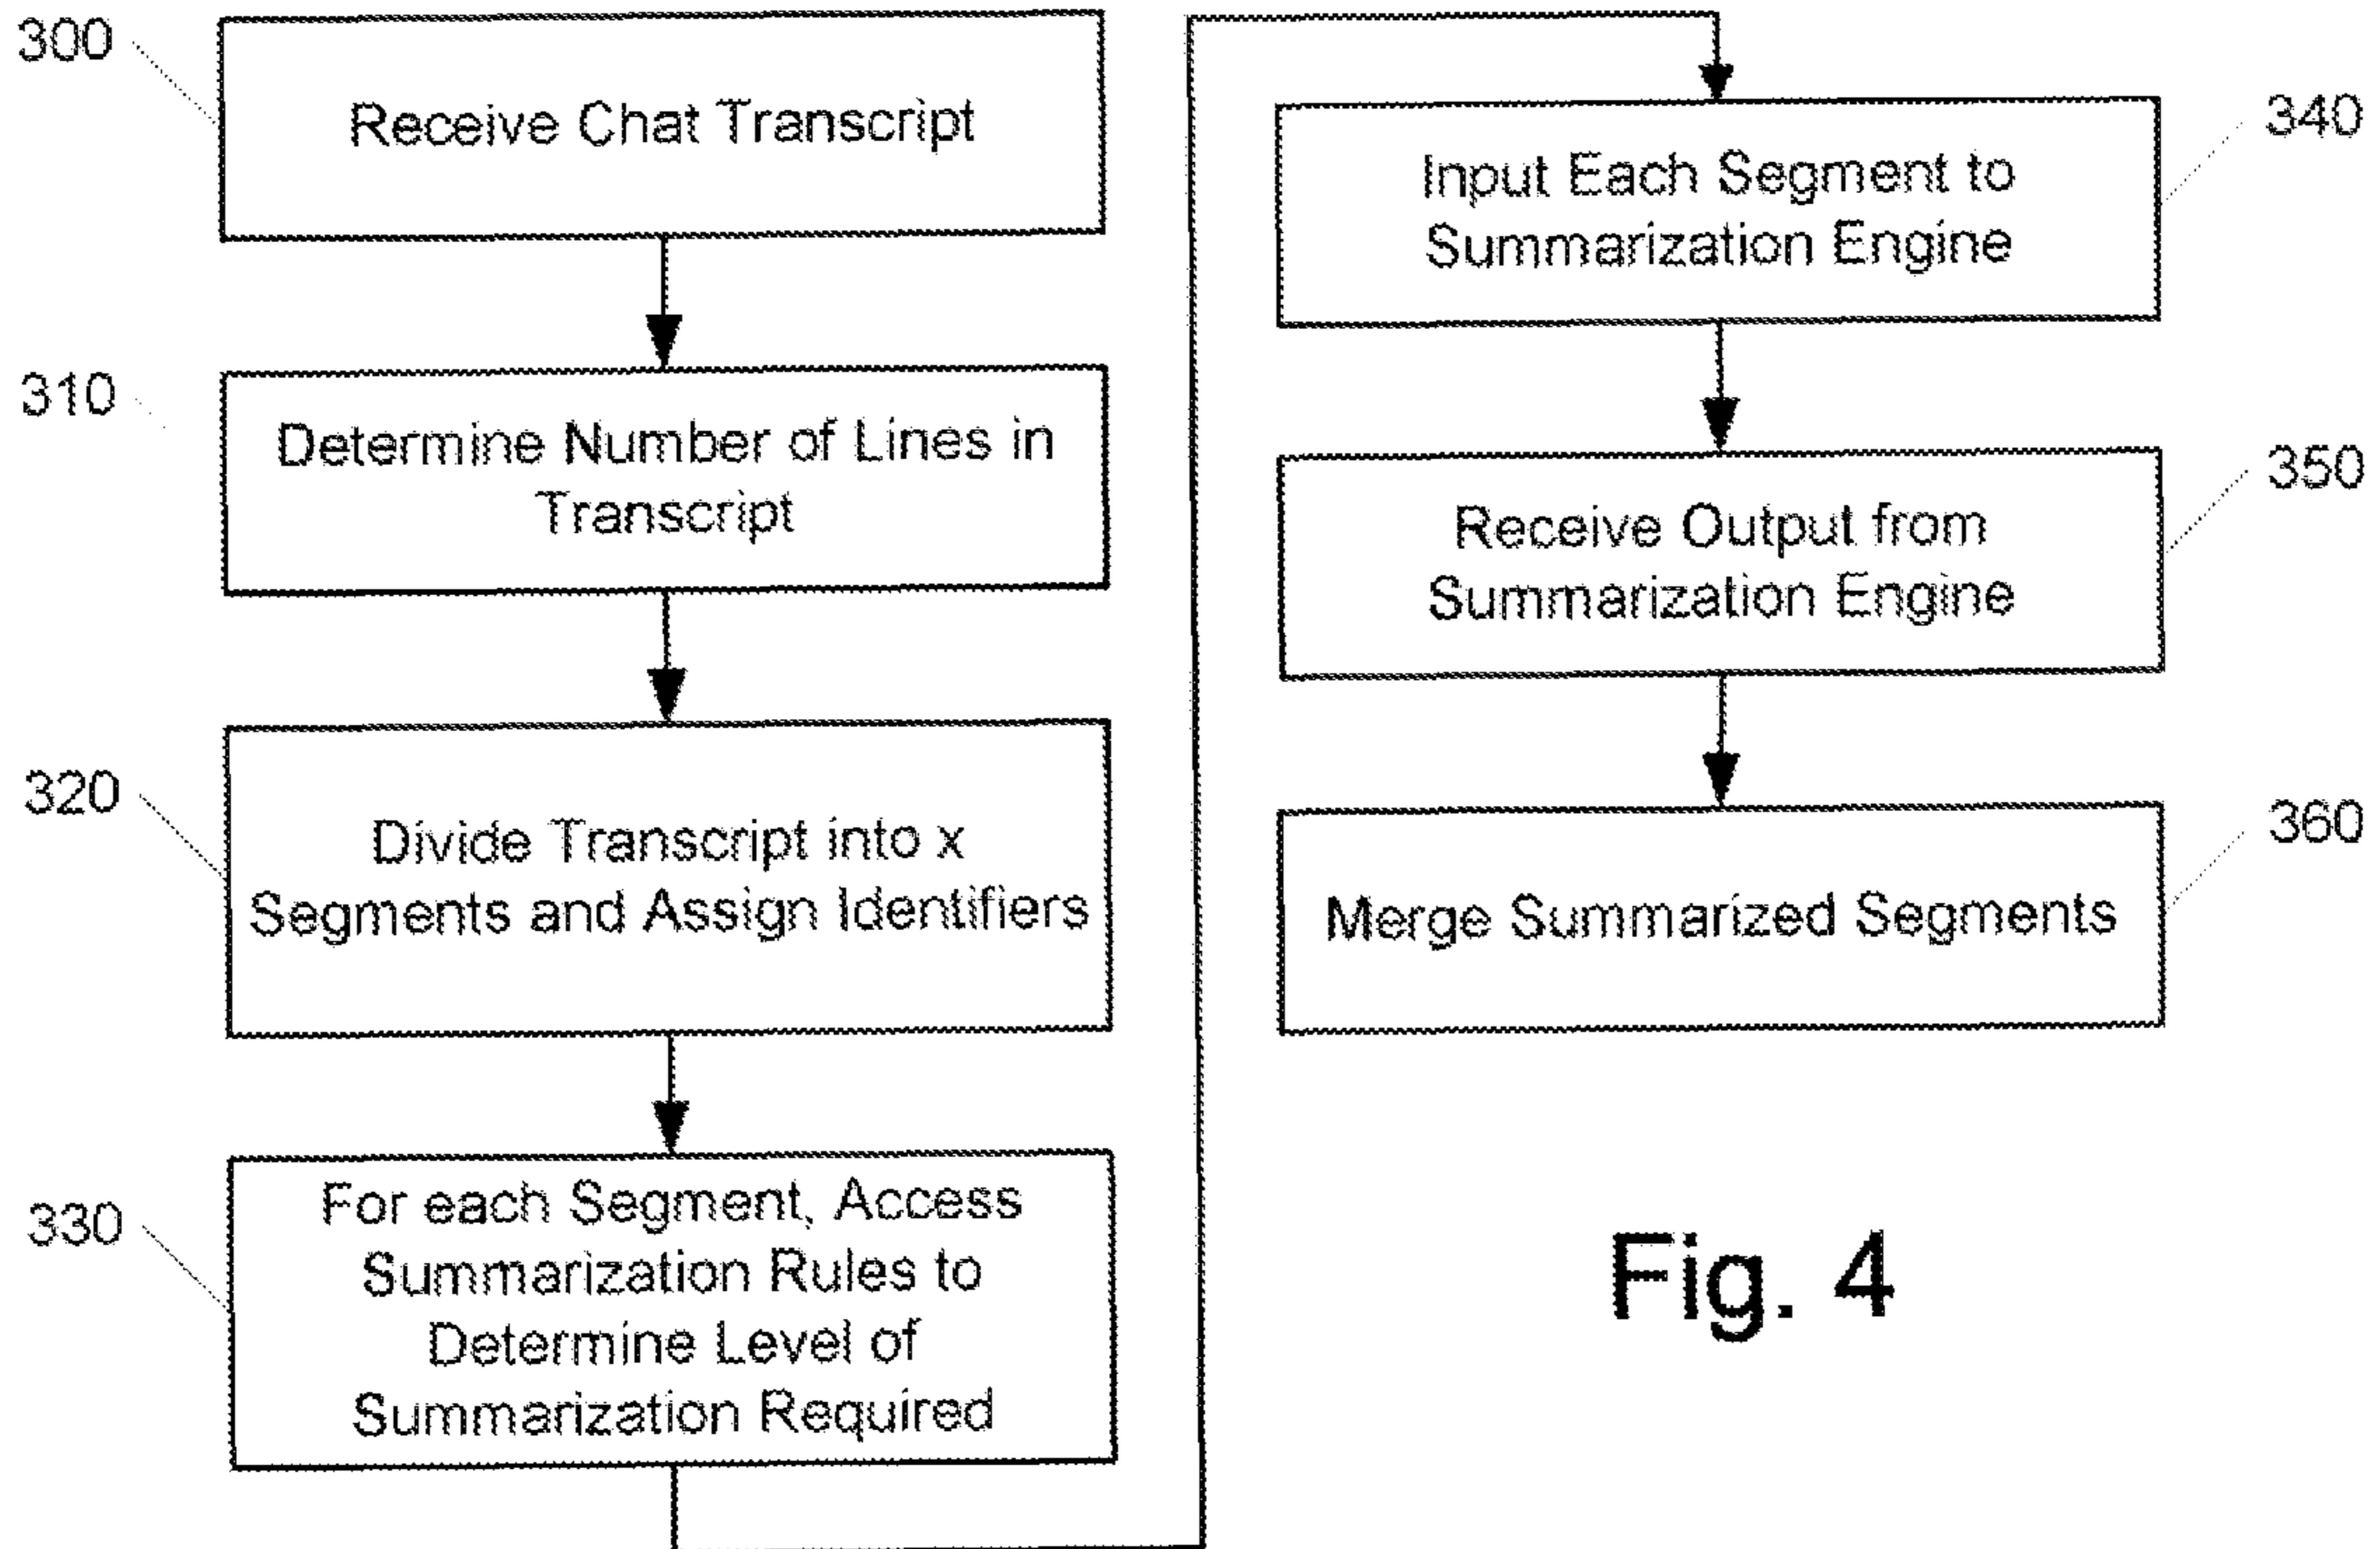 300
Receive Chat Transcript
310
Determine Number of Lines in
Transcript
320
Divide Transcript into x
Segments and Assign Identifiers
330
For each Segment, Access
Summarization Rules to
Determine Level of
Summarization Required
340
Input Each Segment to
Summarization Engine
350
Receive Output from
Summarization Engine
360
Merge Summarized Segments
Fig. 4